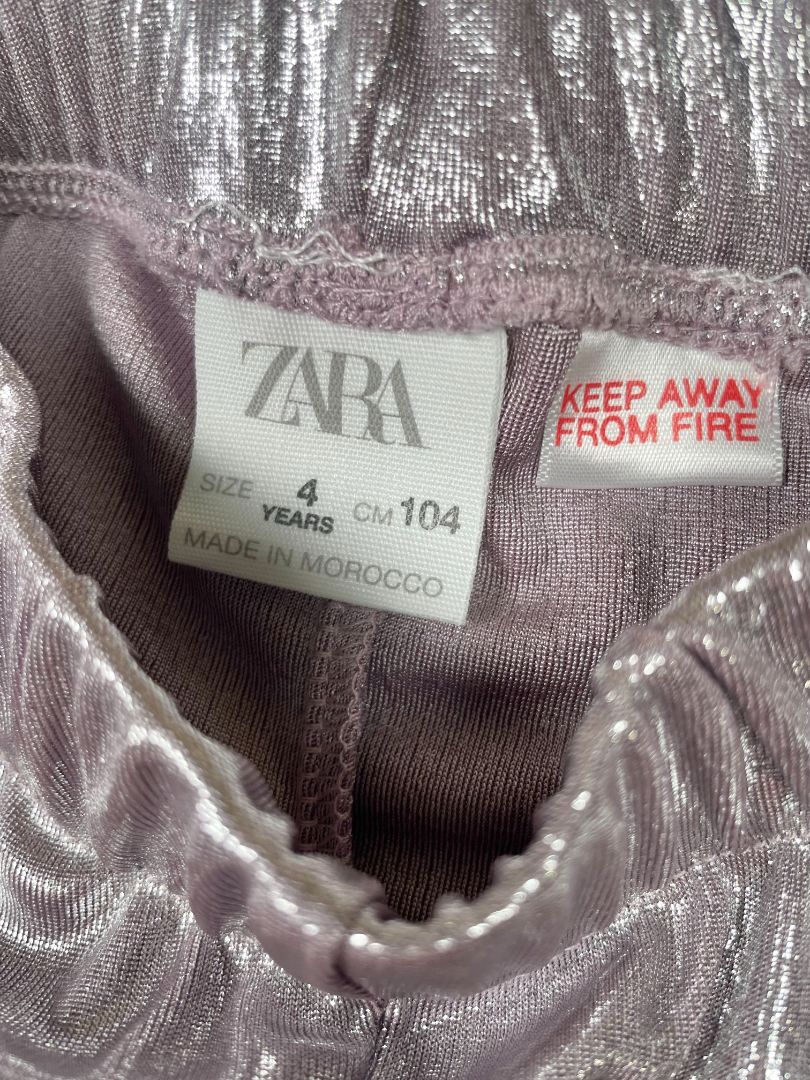 ZARA
SIZE 4 YEARS CM 104
MADE IN MOROCCO
KEEP AWAY
FROM FIRE